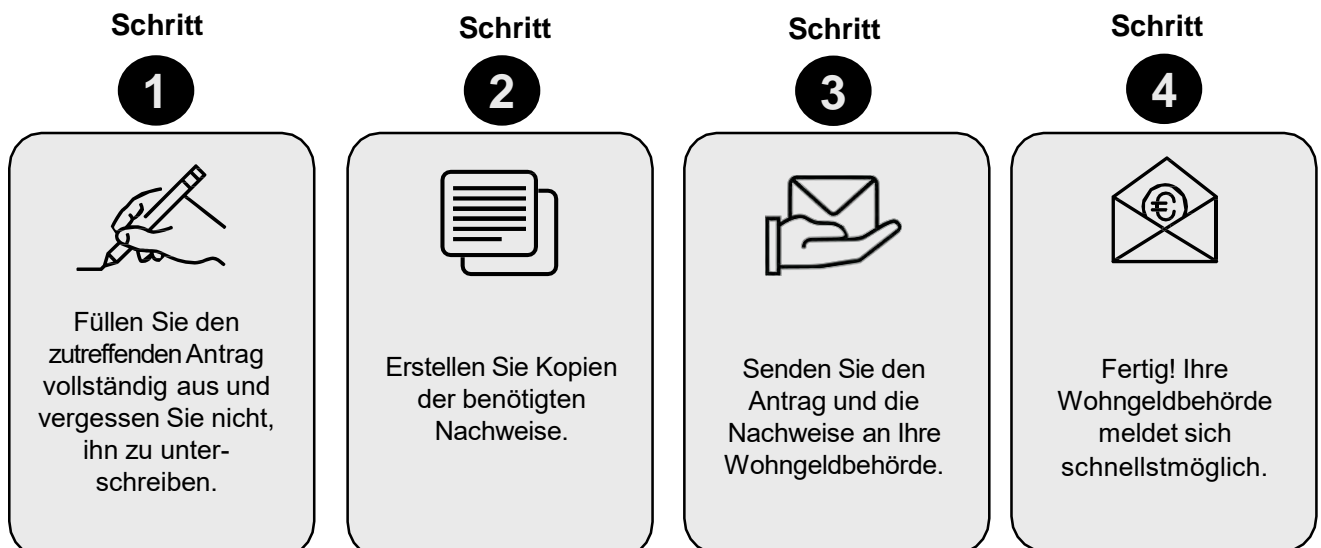 Schritt
1
Füllen Sie den
zutreffenden Antrag
vollständig aus und
vergessen Sie nicht,
ihn zu unter-
schreiben.
Schritt
2
Erstellen Sie Kopien
der benötigten
Nachweise.
Schritt
3
Senden Sie den
Antrag und die
Nachweise an Ihre
Wohngeldbehörde.
Schritt
4
€
Fertig! Ihre
Wohngeldbehörde
meldet sich
schnellstmöglich.